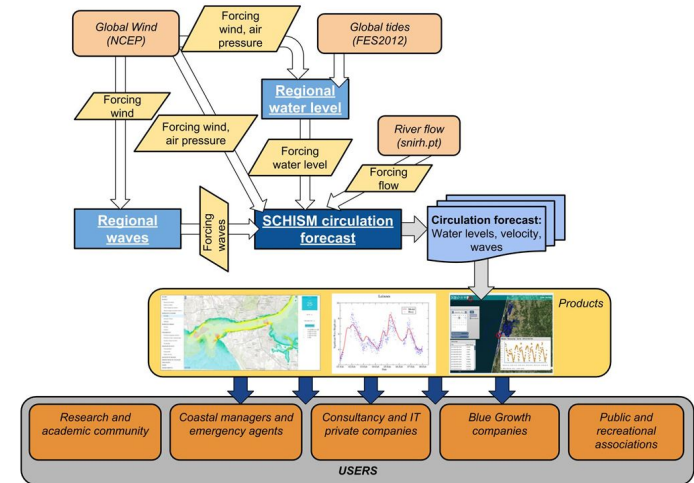 Global Wind
(NCEP)
Forcing
wind, air
pressure
Global tides
(FES2012)
Regional
water level
Forcing
wind
Forcing wind,
air pressure
Forcing
water level
River flow
(snirh.pt)
Forcing
flow
Regional
waves
Forcing
waves
SCHISM circulation
forecast
Circulation forecast:
Water levels, velocity,
waves
Products
Research and
academic community
Coastal managers and
emergency agents
Consultancy and IT
private companies
Blue Growth
companies
Public and
recreational
associations
USERS